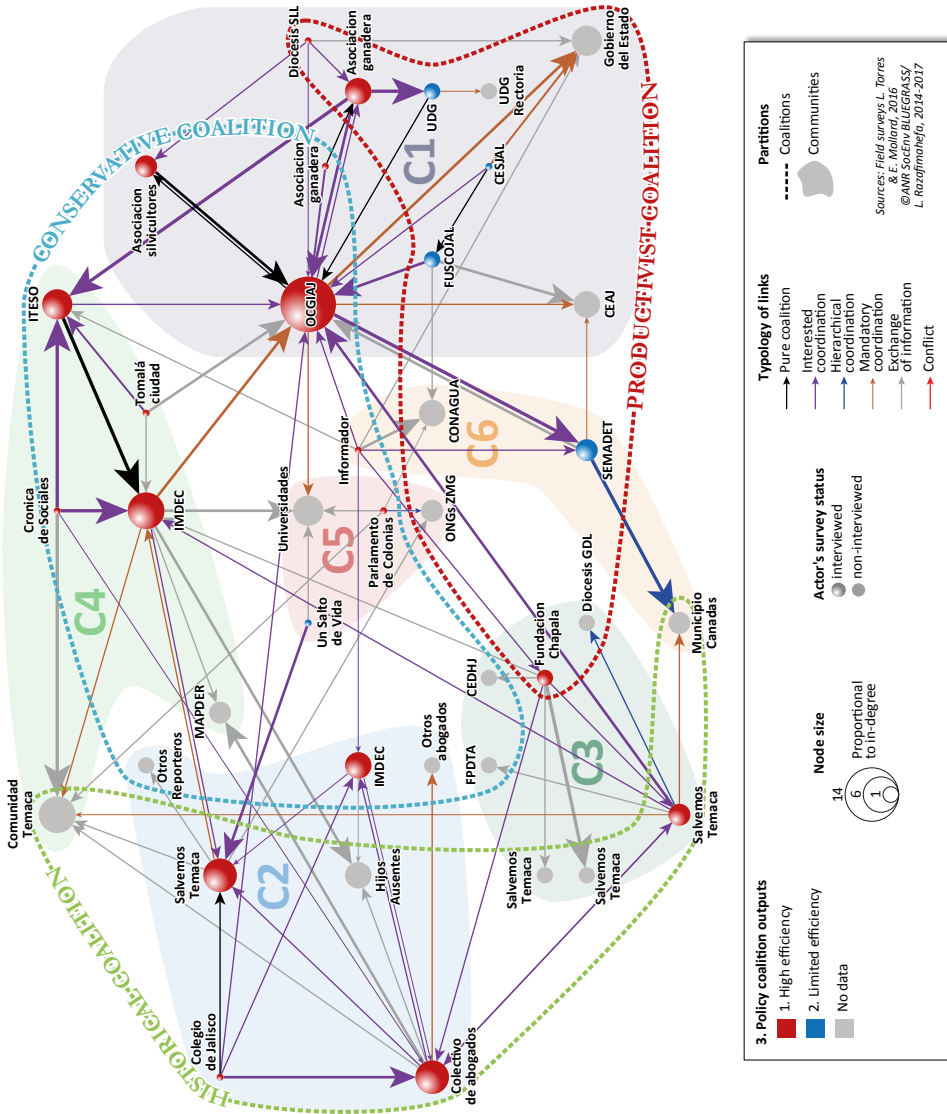 HISTORICAL COALITION
CONSERVATIVE COALITION
PRODUCTIVIST COALITION
C1
C2
C3
C4
C5
C6
Colegio
de Jalisco
Colectivo
de abogados
Comunidad
Temaca
Salvemos
Temaca
Otros
Reporteros
MAPDER
Hijos
Ausentes
IMDEC
Otros
abogados
Salvemos
Temaca
Salvemos
Temaca
FPDTA
CEDHJ
Fundacion
Chapala
Diocesis GDL
Salvemos
Temaca
Municipio
Canadas
Cronica
de Sociales
IMDEC
Tomalá
ciudad
ITESO
Un Salto
de Vida
Universidades
Parlamento
de Colonias
ONGs ZMG
Informador
CONAGUA
SEMADET
OCGIAJ
Asociacion
silvicultores
Diocesis SLL
Asociacion
ganadera
Asociacion
ganadera
UDG
UDG
Rectoria
CESJAL
FUSCOJAL
CEAJ
Gobierno
del Estado
3. Policy coalition outputs
1. High efficiency
2. Limited efficiency
No data
Node size
14
6
1
Proportional
to in-degree
Actor's survey status
interviewed
non-interviewed
Typology of links
Pure coalition
Interested
coordination
Hierarchical
coordination
Mandatory
coordination
Exchange
of information
Conflict
Partitions
Coalitions
Communities
Sources: Field surveys L. Torres
& E. Mollard, 2016
©ANR SocEnv BLUEGRASS/
L. Razafimahefa, 2014-2017